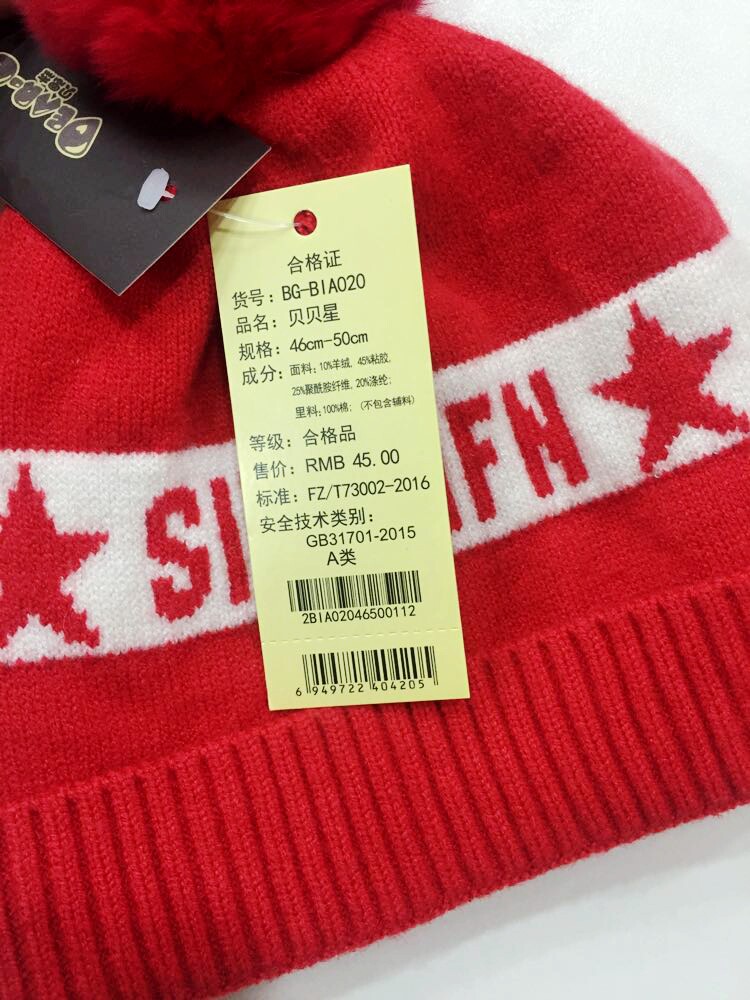 合格证
货号：BG-BIA020
品名：贝贝星
规格：46cm-50cm
成分：面料：10%羊绒，45%粘胶，
25%聚酰胺纤维，20%涤纶；
里料：100%棉；（不包含辅料）
等级：合格品
售价：RMB 45.00
标准：FZ/T73002-2016
安全技术类别：
GB31701-2015
A类
2BIA02046500112
6 949722 404205
SI
FH